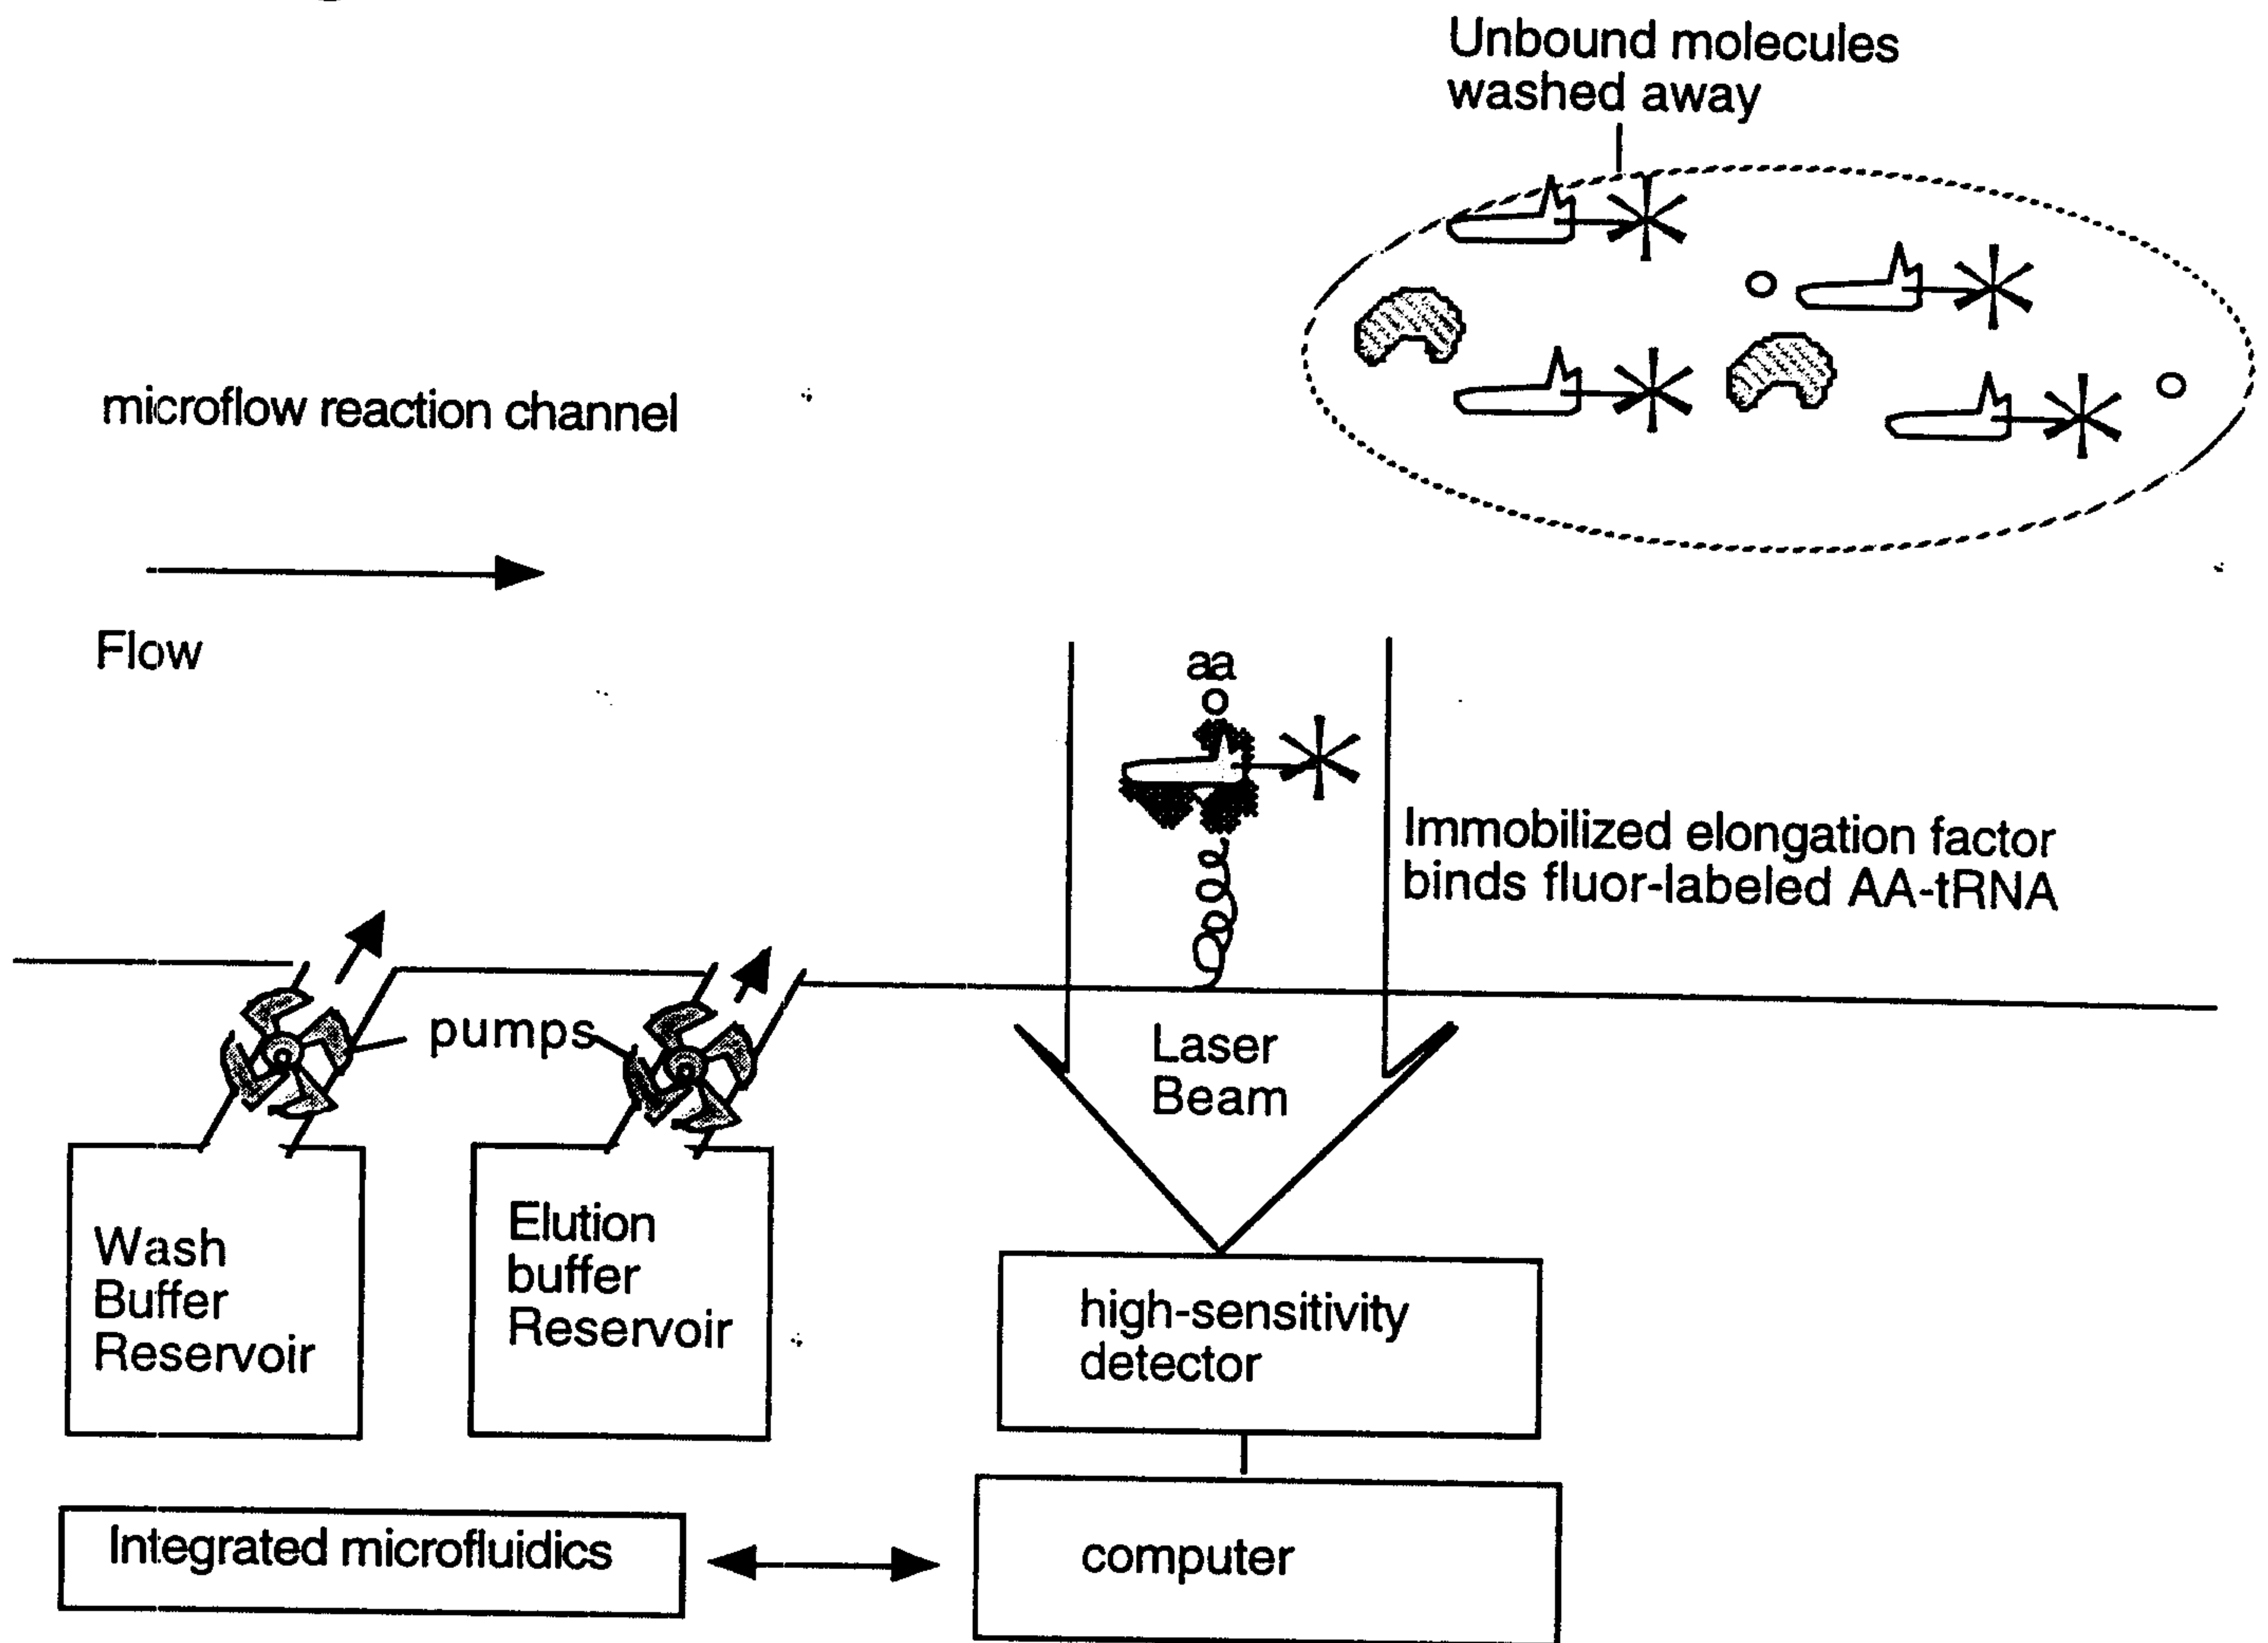 Unbound molecules
washed away
microflow reaction channel
Flow
aa
Immobilized elongation factor
binds fluor-labeled AA-tRNA
pumps
Laser
Beam
Wash
Buffer
Reservoir
Elution
buffer
Reservoir
high-sensitivity
detector
Integrated microfluidics
computer